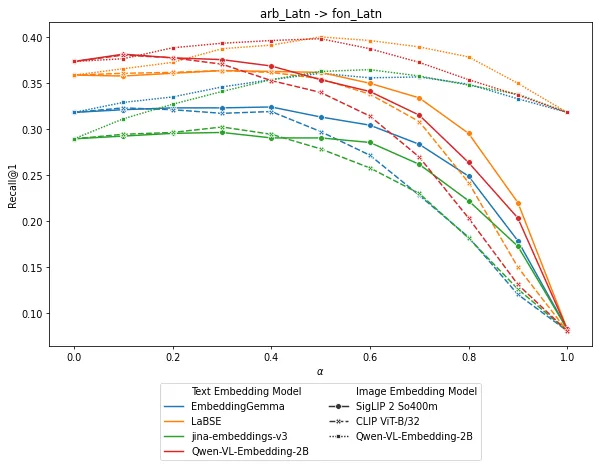 arb_Latn -> fon_Latn
Recall@1
0.40
0.35
0.30
0.25
0.20
0.15
0.10
0.0
0.2
0.4
0.6
0.8
1.0
α
Text Embedding Model
EmbeddingGemma
LaBSE
jina-embeddings-v3
Qwen-VL-Embedding-2B
Image Embedding Model
SigLIP 2 So400m
CLIP ViT-B/32
Qwen-VL-Embedding-2B